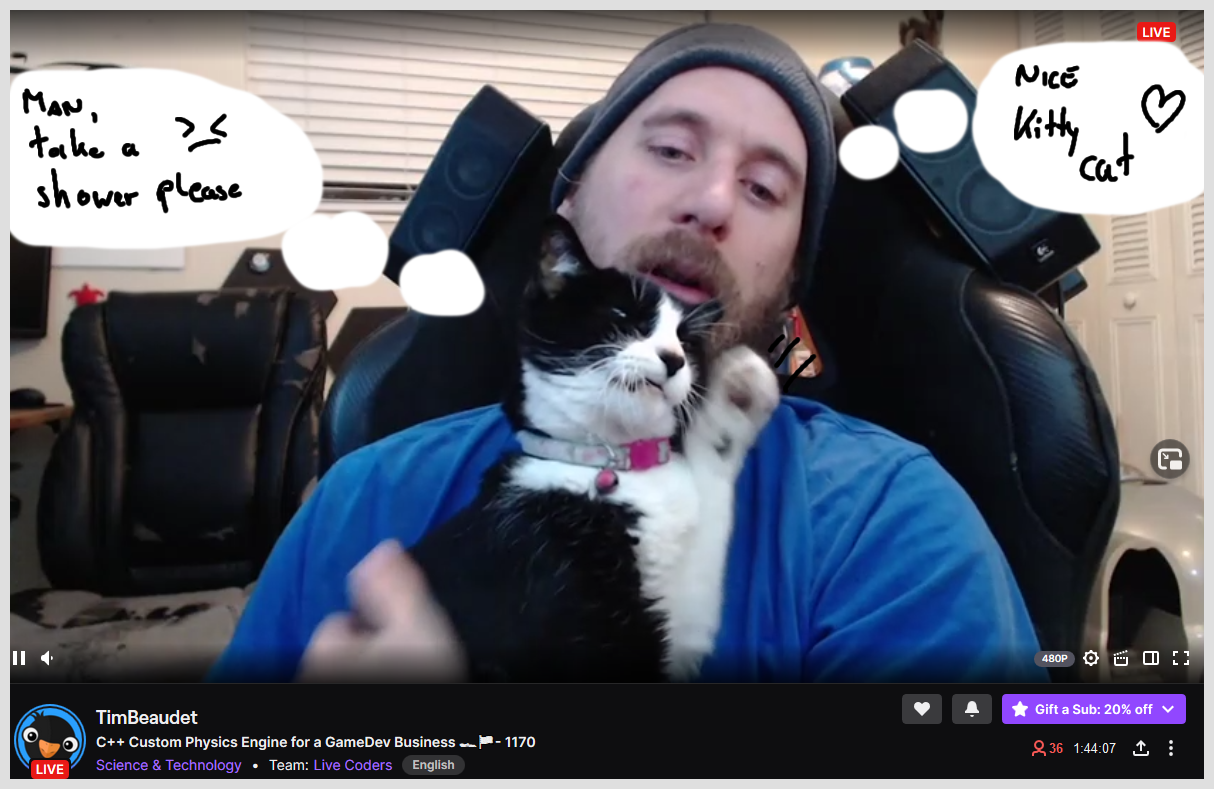 LIVE
MAN,
take a >_<
shower please
NICE
Kitty
cat
480P
TimBeaudet
C++ Custom Physics Engine for a GameDev Business 🏎️🏳️- 1170
Science & Technology • Team: Live Coders English
LIVE
Gift a Sub: 20% off
36 1:44:07